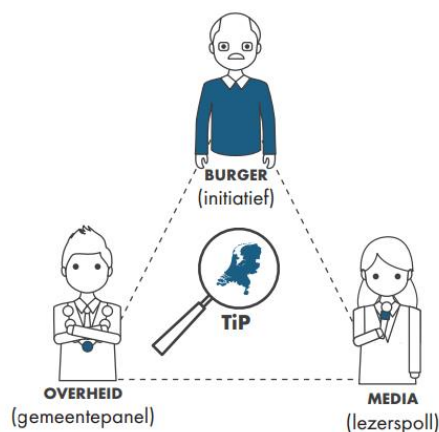 BURGER
(initiatief)
TiP
OVERHEID
(gemeentepanel)
MEDIA
(lezerspoll)